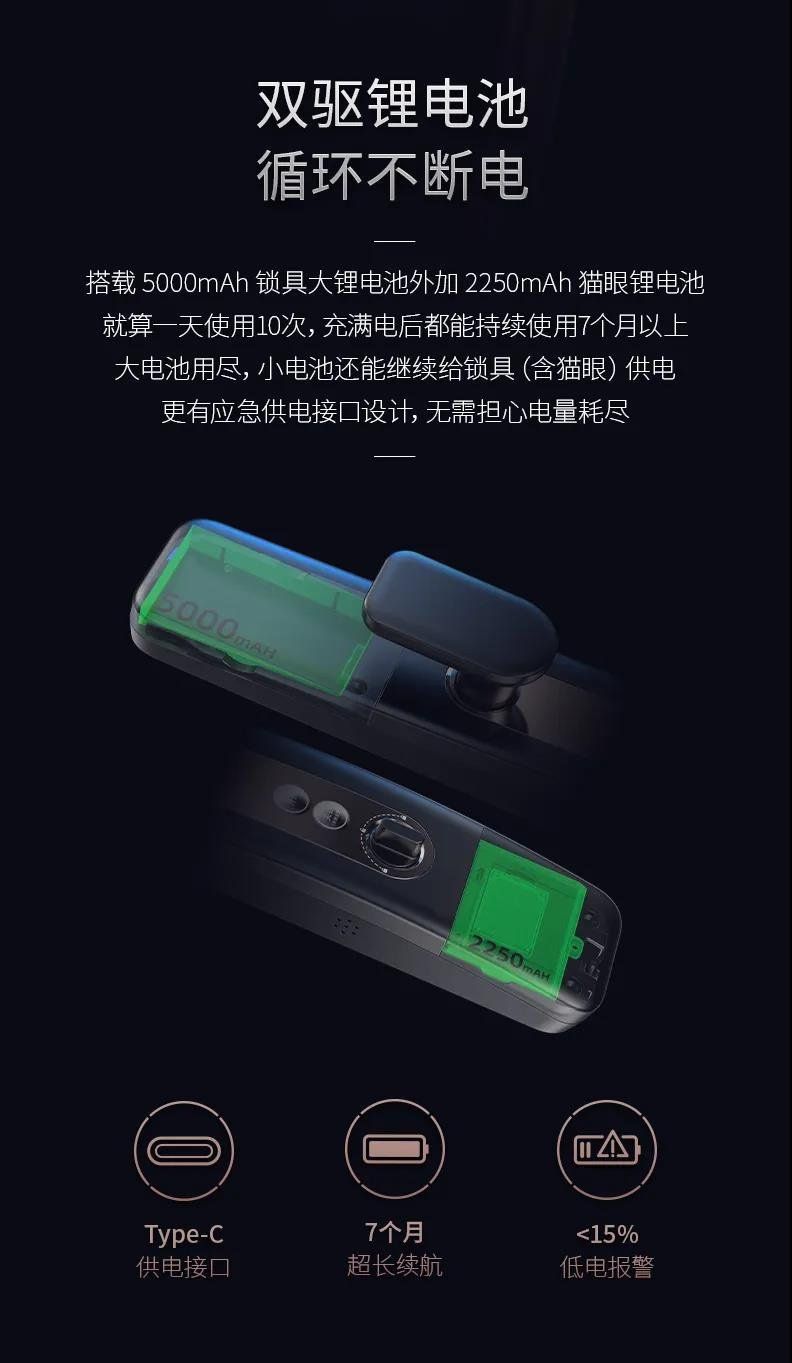 双驱锂电池
循环不断电
搭载 5000mAh 锁具大锂电池外加 2250mAh 猫眼锂电池
就算一天使用10次，充满电后都能持续使用7个月以上
大电池用尽，小电池还能继续给锁具（含猫眼）供电
更有应急供电接口设计，无需担心电量耗尽
5000mAH
2250mAH
Type-C
供电接口
7个月
超长续航
<15%
低电报警